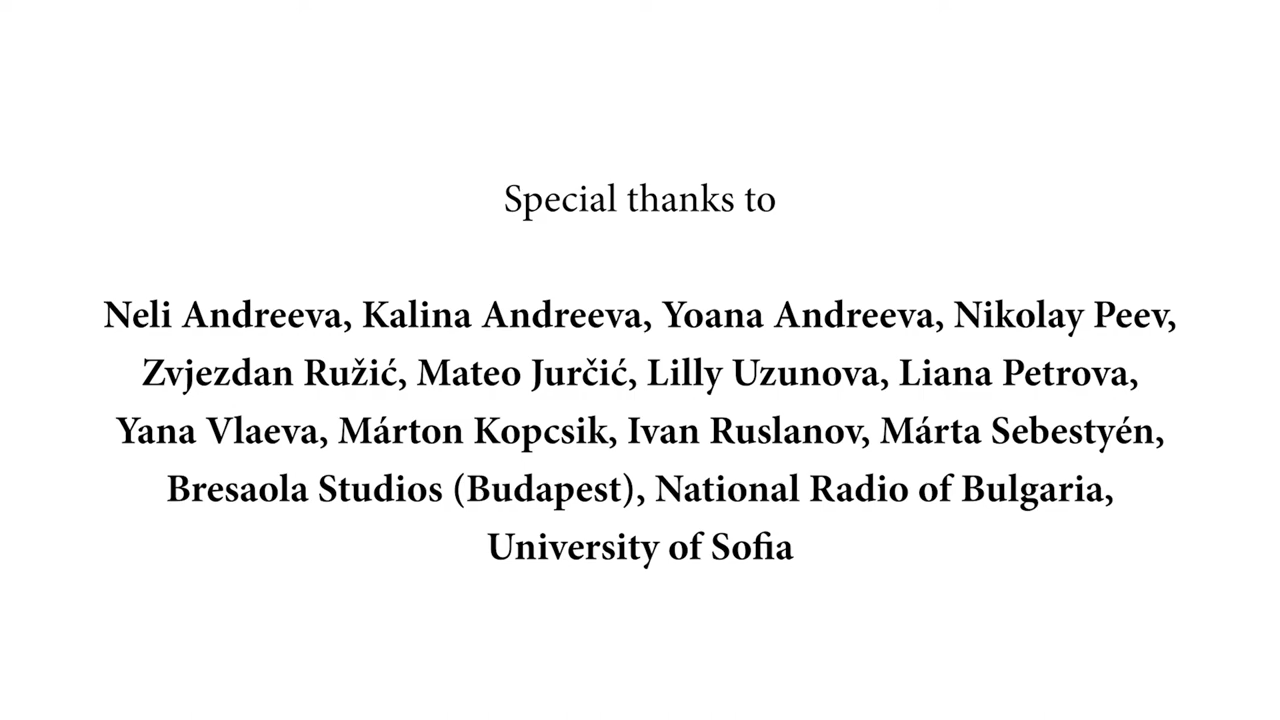 Special thanks to
Neli Andreeva, Kalina Andreeva, Yoana Andreeva, Nikolay Peev,
Zvjezdan Ružić, Mateo Jurčić, Lilly Uzunova, Liana Petrova,
Yana Vlaeva, Márton Kopcsik, Ivan Ruslanov, Márta Sebestyén,
Bresaola Studios (Budapest), National Radio of Bulgaria,
University of Sofia